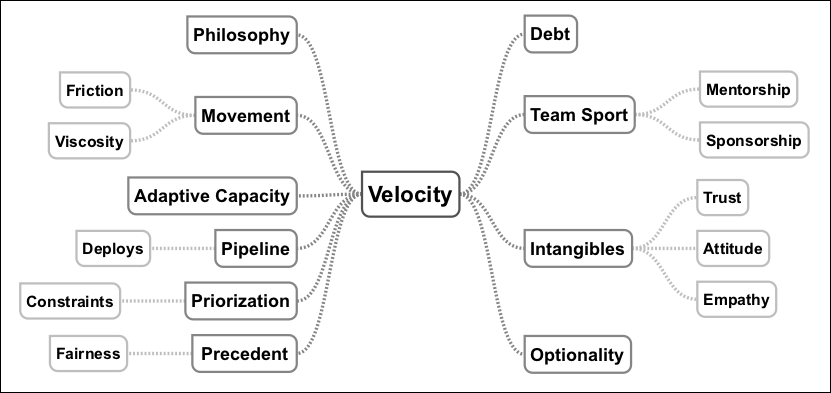 Philosophy
Debt
Friction
Movement
Viscosity
Team Sport
Mentorship
Sponsorship
Adaptive Capacity
Velocity
Trust
Deploys
Pipeline
Intangibles
Attitude
Constraints
Priorization
Empathy
Fairness
Precedent
Optionality